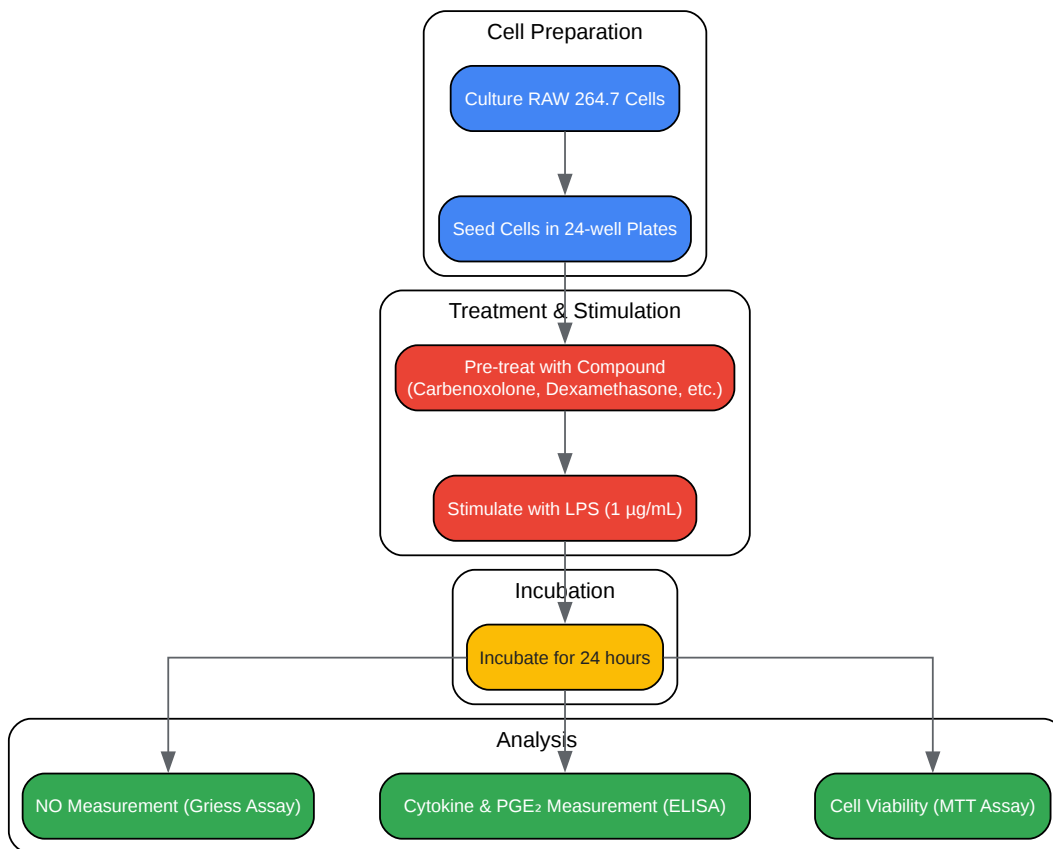 Cell Preparation
Culture RAW 264.7 Cells
Seed Cells in 24-well Plates
Treatment & Stimulation
Pre-treat with Compound
(Carbenoxolone, Dexamethasone, etc.)
Stimulate with LPS (1 µg/mL)
Incubation
Incubate for 24 hours
Analysis
NO Measurement (Griess Assay)
Cytokine & PGE₂ Measurement (ELISA)
Cell Viability (MTT Assay)